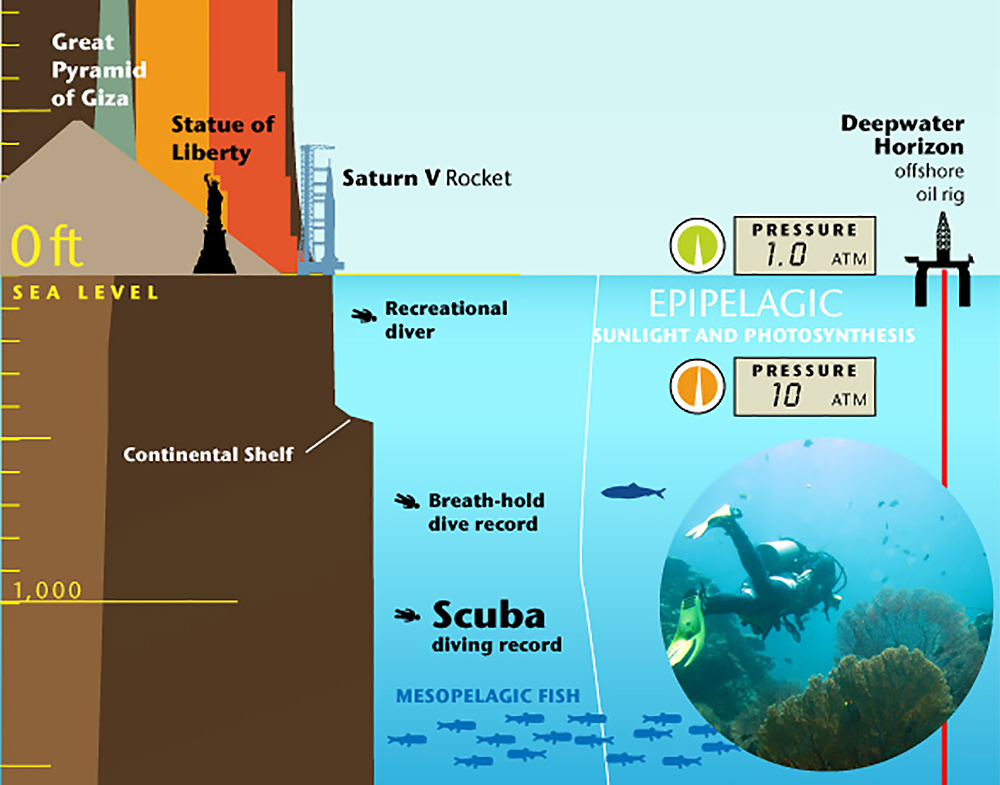 Great
Pyramid
of Giza
Statue of
Liberty
Saturn V Rocket
Deepwater
Horizon
offshore
oil rig
0 ft
SEA LEVEL
PRESSURE
1.0 ATM
Recreational
diver
EPIPELAGIC
SUNLIGHT AND PHOTOSYNTHESIS
PRESSURE
10 ATM
Continental Shelf
Breath-hold
dive record
1,000
Scuba
diving record
MESOPELAGIC FISH